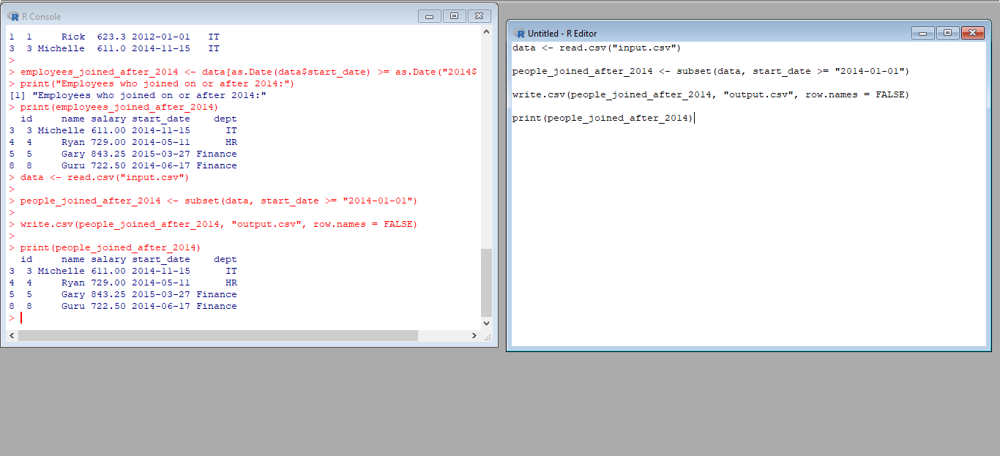 R Console
1  1     Rick  623.3 2012-01-01   IT
3  3 Michelle  611.0 2014-11-15   IT
>
> employees_joined_after_2014 <- data[as.Date(data$start_date) >= as.Date("2014$
> print("Employees who joined on or after 2014:")
[1] "Employees who joined on or after 2014:"
> print(employees_joined_after_2014)
  id     name salary start_date    dept
3  3 Michelle 611.00 2014-11-15      IT
4  4     Ryan 729.00 2014-05-11      HR
5  5     Gary 843.25 2015-03-27 Finance
8  8     Guru 722.50 2014-06-17 Finance
> data <- read.csv("input.csv")
>
> people_joined_after_2014 <- subset(data, start_date >= "2014-01-01")
>
> write.csv(people_joined_after_2014, "output.csv", row.names = FALSE)
>
> print(people_joined_after_2014)
  id     name salary start_date    dept
3  3 Michelle 611.00 2014-11-15      IT
4  4     Ryan 729.00 2014-05-11      HR
5  5     Gary 843.25 2015-03-27 Finance
8  8     Guru 722.50 2014-06-17 Finance
>
Untitled - R Editor
data <- read.csv("input.csv")
people_joined_after_2014 <- subset(data, start_date >= "2014-01-01")
write.csv(people_joined_after_2014, "output.csv", row.names = FALSE)
print(people_joined_after_2014)